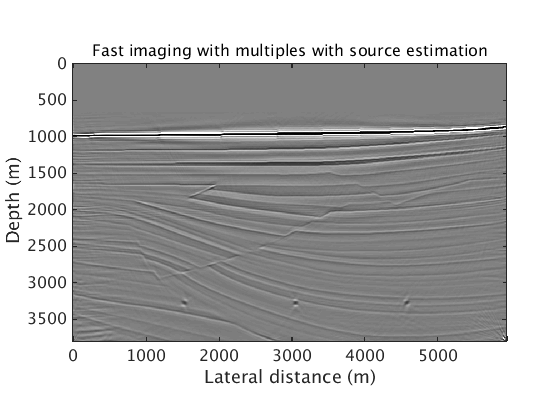 Fast imaging with multiples with source estimation
0
500
1000
1500
2000
2500
3000
3500
Depth (m)
0 1000 2000 3000 4000 5000
Lateral distance (m)